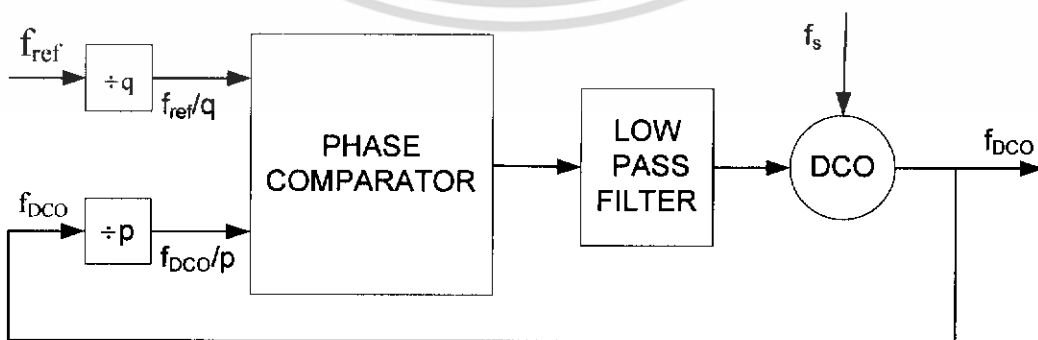 f_ref
÷q
f_ref/q
PHASE
COMPARATOR
f_DCO
÷p
f_DCO/p
LOW
PASS
FILTER
f_s
DCO
f_DCO